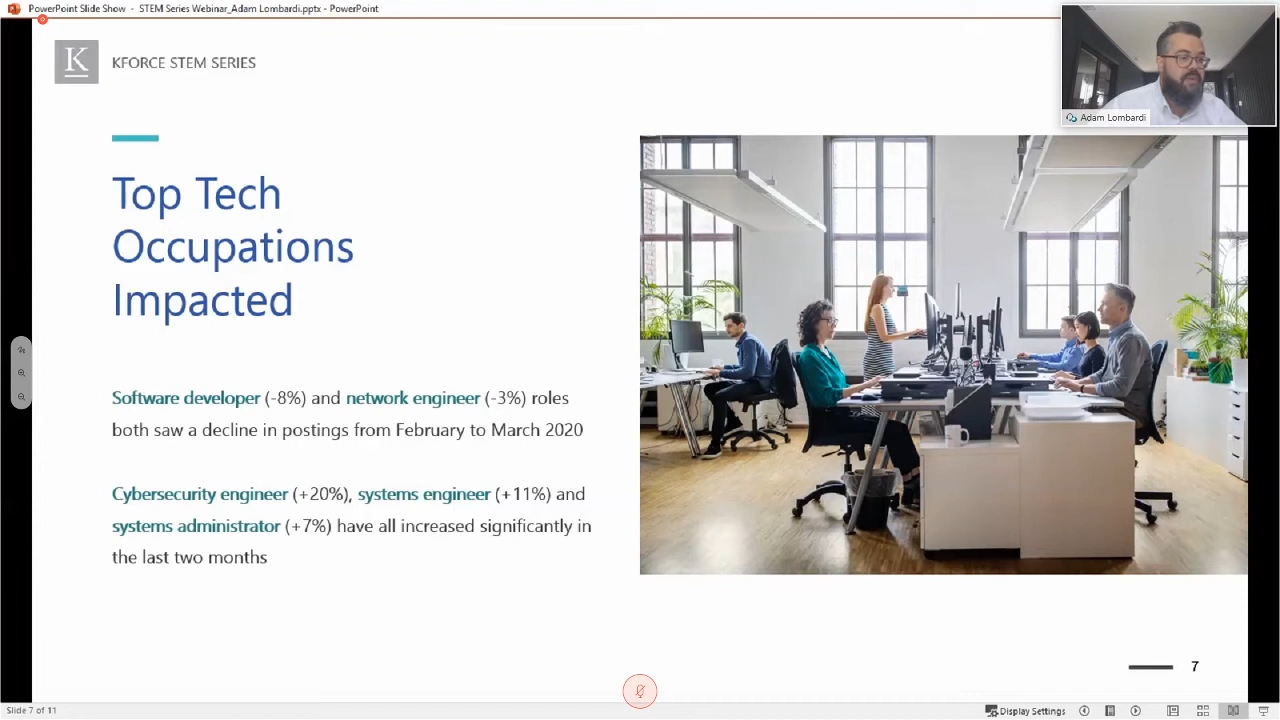 PowerPoint Slide Show - STEM Series Webinar_Adam Lombardi.pptx - PowerPoint
K
KFORCE STEM SERIES
Adam Lombardi
Top Tech
Occupations
Impacted
Software developer (-8%) and network engineer (-3%) roles
both saw a decline in postings from February to March 2020
Cybersecurity engineer (+20%), systems engineer (+11%) and
systems administrator (+7%) have all increased significantly in
the last two months
7
Slide 7 of 11
Display Settings